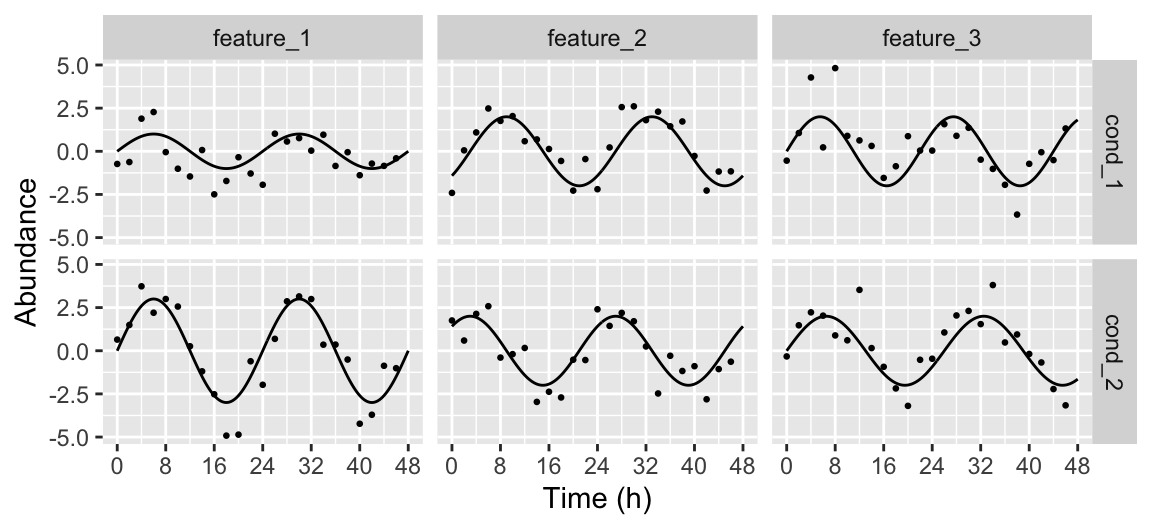 feature_1 feature_2 feature_3
5.0
2.5
0.0
-2.5
-5.0
cond_1
5.0
2.5
0.0
-2.5
-5.0
cond_2
Abundance
0 8 16 24 32 40 48 0 8 16 24 32 40 48 0 8 16 24 32 40 48
Time (h)